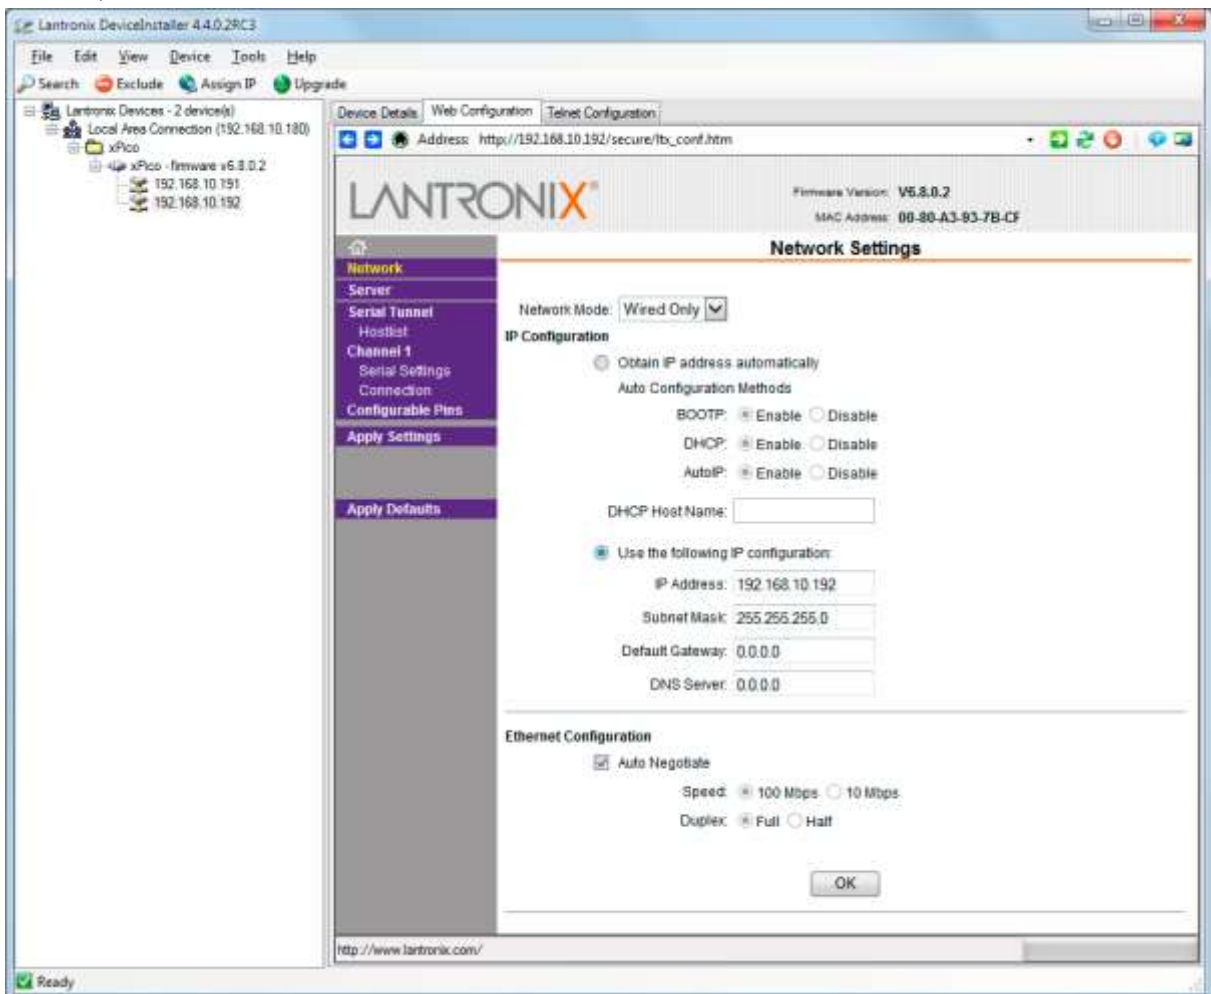 Lantronix DeviceInstaller 4.4.0.2RC3
File Edit View Device Tools Help
Search Exclude Assign IP Upgrade
Lantronix Devices - 2 device(s)
Local Area Connection (192.168.10.180)
xPico
xPico - firmware v6.8.0.2
192.168.10.191
192.168.10.192
Device Details Web Configuration Telnet Configuration
Address: http://192.168.10.192/secure/ltx_conf.htm
LANTRONIX®
Firmware Version: V6.8.0.2
MAC Address: 00-80-A3-93-7B-CF
Network
Server
Serial Tunnel
Hostlist
Channel 1
Serial Settings
Connection
Configurable Pins
Apply Settings
Apply Defaults
Network Settings
Network Mode: Wired Only
IP Configuration
Obtain IP address automatically
Auto Configuration Methods
BOOTP: Enable Disable
DHCP: Enable Disable
AutoIP: Enable Disable
DHCP Host Name:
Use the following IP configuration:
IP Address: 192.168.10.192
Subnet Mask: 255.255.255.0
Default Gateway: 0.0.0.0
DNS Server: 0.0.0.0
Ethernet Configuration
Auto Negotiate
Speed: 100 Mbps 10 Mbps
Duplex: Full Half
OK
http://www.lantronix.com/
Ready